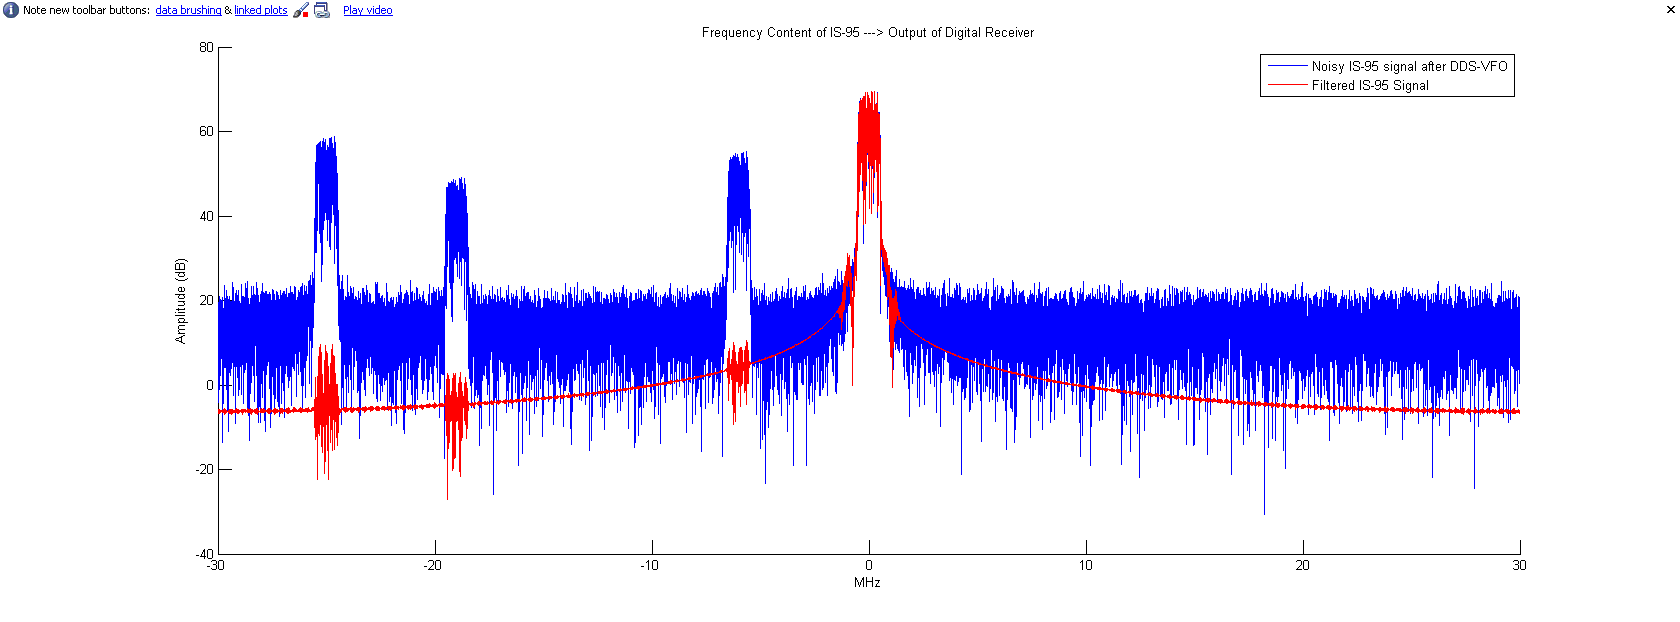 Note new toolbar buttons: data brushing & linked plots Play video
Frequency Content of IS-95 ---> Output of Digital Receiver
80
Noisy IS-95 signal after DDS-VFO
Filtered IS-95 Signal
60
40
Amplitude (dB)
20
0
-20
-40
-30 -20 -10 0 10 20 30
MHz